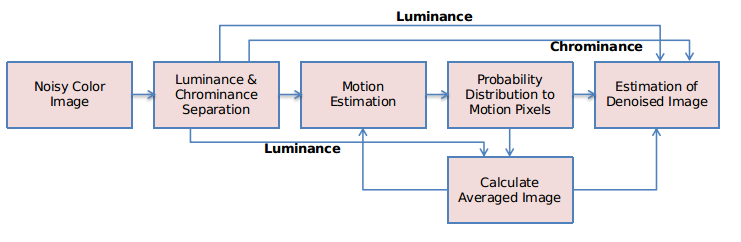 Luminance
Chrominance
Noisy Color
Image
Luminance &
Chrominance
Separation
Motion
Estimation
Probability
Distribution to
Motion Pixels
Estimation of
Denoised Image
Luminance
Calculate
Averaged Image